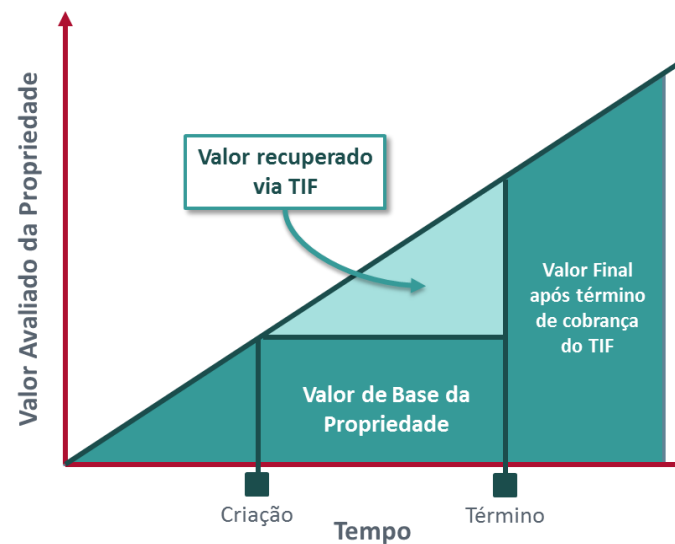 Valor Avaliado da Propriedade
Valor recuperado
via TIF
Valor Final
após término
de cobrança
do TIF
Valor de Base da
Propriedade
Criação
Término
Tempo